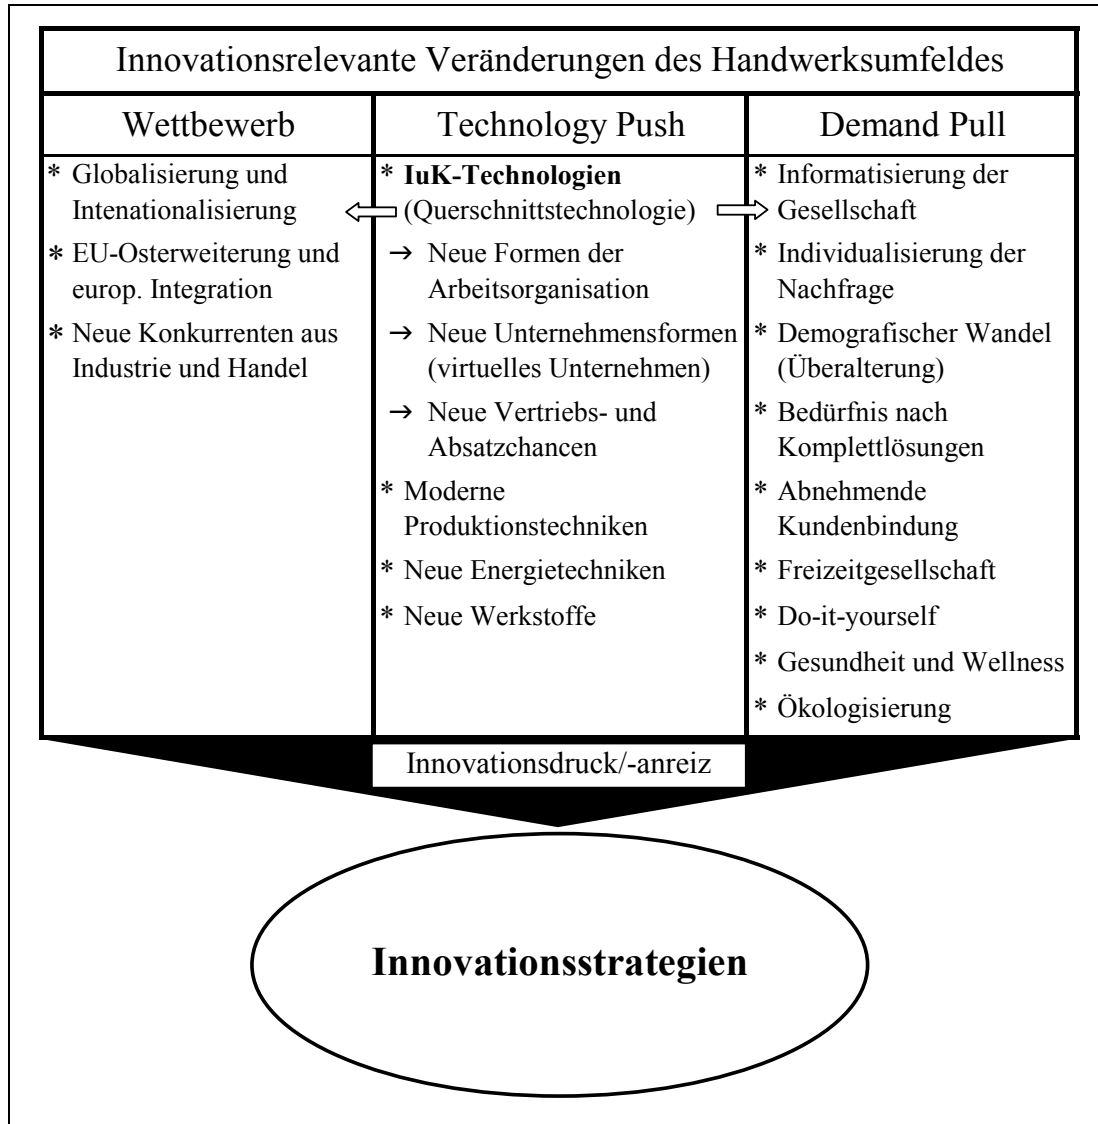 Innovationsrelevante Veränderungen des Handwerksumfeldes
Wettbewerb
* Globalisierung und
Intenationalisierung
* EU-Osterweiterung und
europ. Integration
* Neue Konkurrenten aus
Industrie und Handel
Technology Push
* IuK-Technologien
(Querschnittstechnologie)
→ Neue Formen der
Arbeitsorganisation
→ Neue Unternehmensformen
(virtuelles Unternehmen)
→ Neue Vertriebs- und
Absatzchancen
* Moderne
Produktionstechniken
* Neue Energietechniken
* Neue Werkstoffe
Demand Pull
* Informatisierung der
Gesellschaft
* Individualisierung der
Nachfrage
* Demografischer Wandel
(Überalterung)
* Bedürfnis nach
Komplettlösungen
* Abnehmende
Kundenbindung
* Freizeitgesellschaft
* Do-it-yourself
* Gesundheit und Wellness
* Ökologisierung
Innovationsdruck/-anreiz
Innovationsstrategien